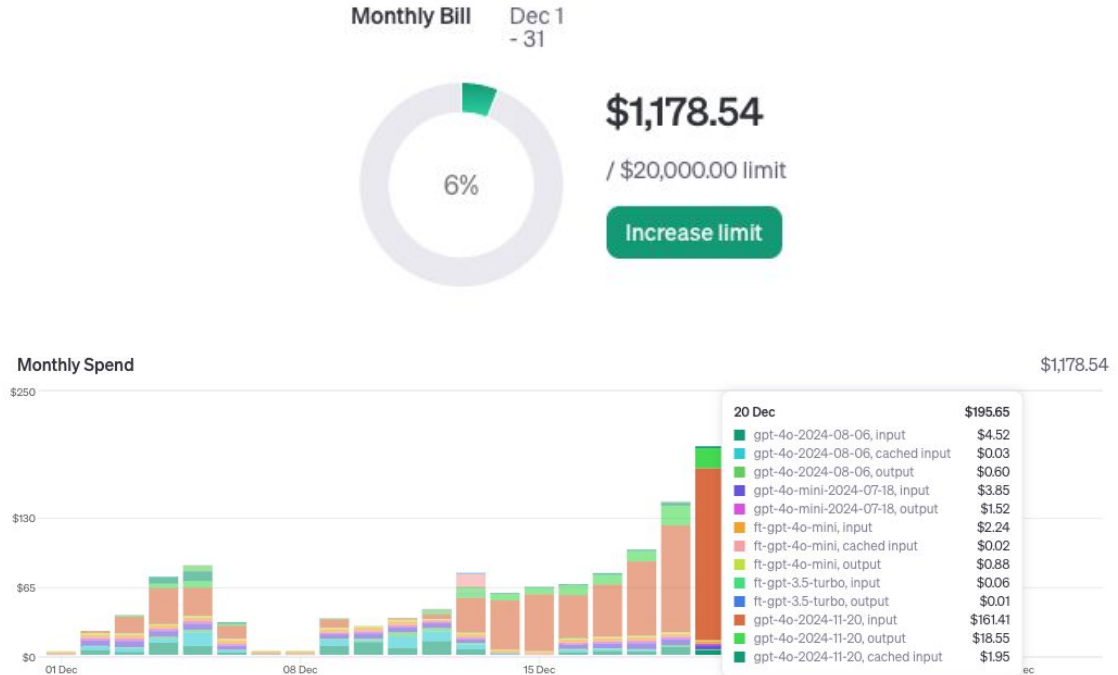 Monthly Bill Dec 1
- 31
6%
$1,178.54
/ $20,000.00 limit
Increase limit
Monthly Spend $1,178.54
$250
$130
$65
$0
20 Dec $195.65
gpt-4o-2024-08-06, input $4.52
gpt-4o-2024-08-06, cached input $0.03
gpt-4o-2024-08-06, output $0.60
gpt-4o-mini-2024-07-18, input $3.85
gpt-4o-mini-2024-07-18, output $1.52
ft-gpt-4o-mini, input $2.24
ft-gpt-4o-mini, cached input $0.02
ft-gpt-4o-mini, output $0.88
ft-gpt-3.5-turbo, input $0.06
ft-gpt-3.5-turbo, output $0.01
gpt-4o-2024-11-20, input $161.41
gpt-4o-2024-11-20, output $18.55
gpt-4o-2024-11-20, cached input $1.95
01 Dec 08 Dec 15 Dec ec